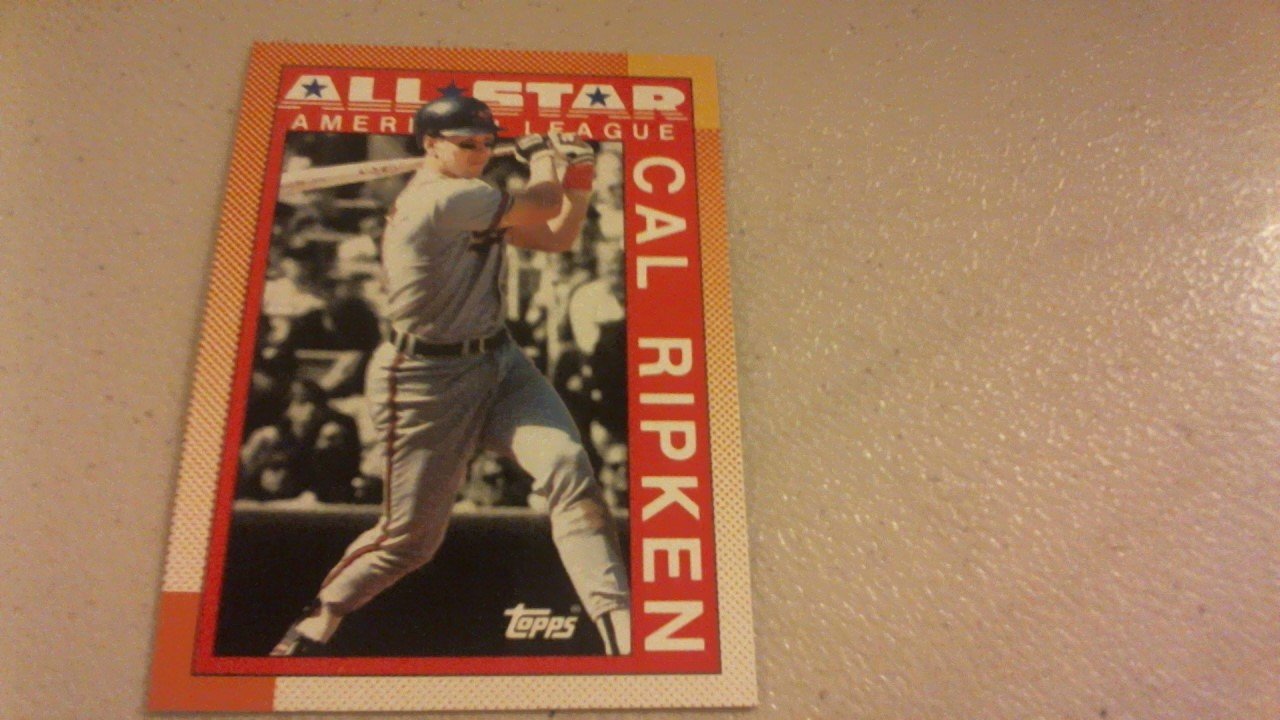 ALL STAR
AMERI LEAGUE
CAL RIPKEN
topps